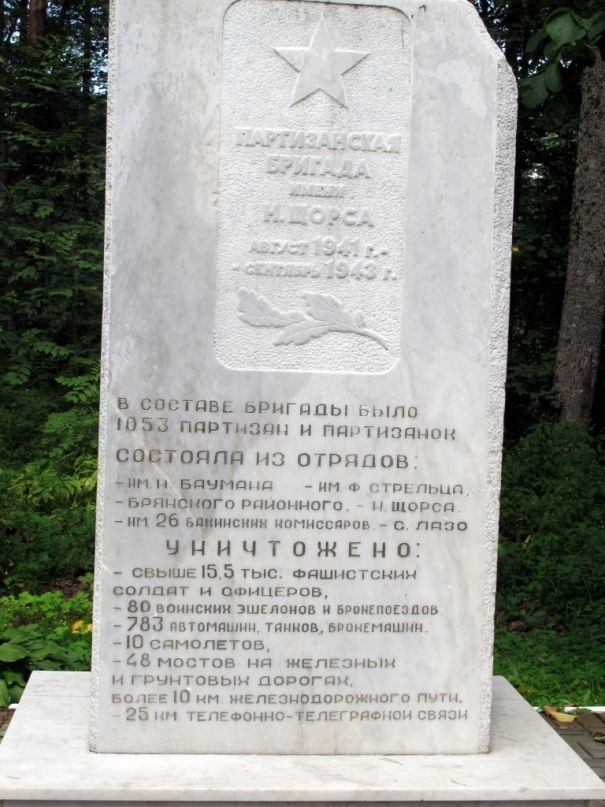 ПАРТИЗАНСКАЯ
БРИГАДА
ИМЕНИ
Н. ЩОРСА
АВГУСТ 1941 Г.-
- СЕНТЯБРЬ 1943 Г.
В СОСТАВЕ БРИГАДЫ БЫЛО
1053 ПАРТИЗАН И ПАРТИЗАНОК
СОСТОЯЛА ИЗ ОТРЯДОВ:
- ИМ. Н. БАУМАНА - ИМ. Ф СТРЕЛЬЦА,
- БРЯНСКОГО РАЙОННОГО, - Н. ЩОРСА.
- ИМ 26 БАКИНСКИХ КОМИССАРОВ, - С. ЛАЗО
УНИЧТОЖЕНО:
- СВЫШЕ 15,5 ТЫС. ФАШИСТСКИХ
СОЛДАТ И ОФИЦЕРОВ,
- 80 ВОИНСКИХ ЭШЕЛОНОВ И БРОНЕПОЕЗДОВ
- 783 АВТОМАШИН, ТАНКОВ, БРОНЕМАШИН.
- 10 САМОЛЕТОВ,
- 48 МОСТОВ НА ЖЕЛЕЗНЫХ
И ГРУНТОВЫХ ДОРОГАХ,
БОЛЕЕ 10 КМ. ЖЕЛЕЗНОДОРОЖНОГО ПУТИ,
- 25 КМ. ТЕЛЕФОННО-ТЕЛЕГРАФНОЙ СВЯЗИ